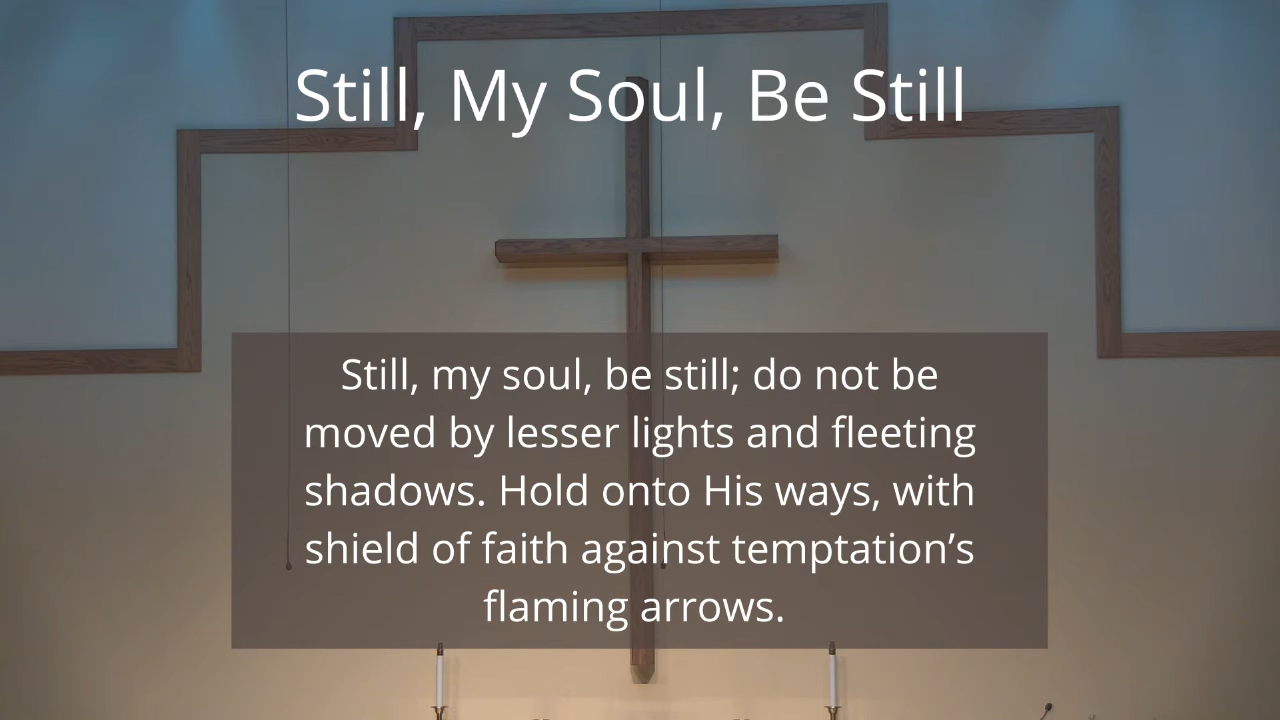 Still, My Soul, Be Still
Still, my soul, be still; do not be
moved by lesser lights and fleeting
shadows. Hold onto His ways, with
shield of faith against temptation’s
flaming arrows.